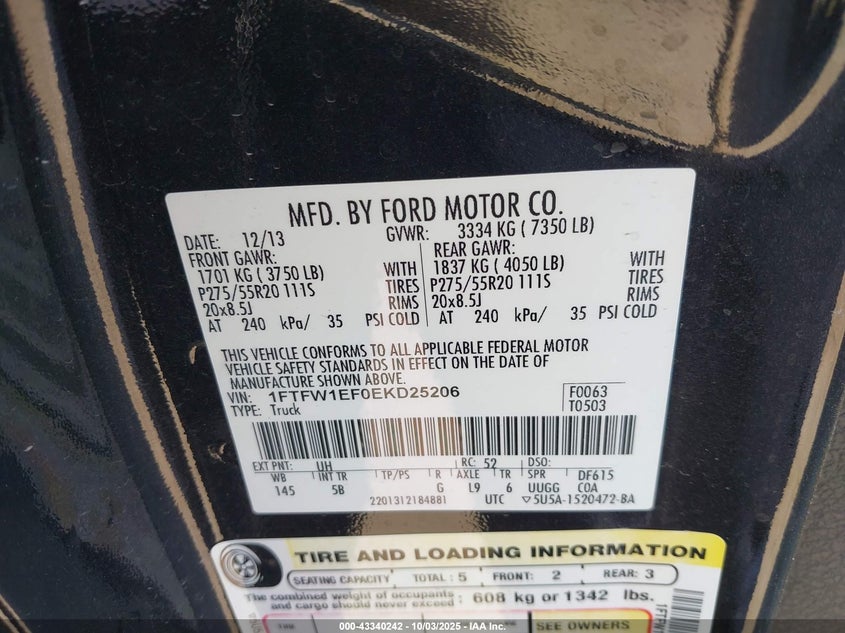 MFD. BY FORD MOTOR CO.
DATE: 12/13 GVWR: 3334 KG ( 7350 LB)
FRONT GAWR: REAR GAWR:
1701 KG ( 3750 LB) WITH 1837 KG ( 4050 LB) WITH
P275/55R20 111S TIRES P275/55R20 111S TIRES
20x8.5J RIMS 20x8.5J RIMS
AT 240 kPa/ 35 PSI COLD AT 240 kPa/ 35 PSI COLD
THIS VEHICLE CONFORMS TO ALL APPLICABLE FEDERAL MOTOR
VEHICLE SAFETY STANDARDS IN EFFECT ON THE DATE OF
MANUFACTURE SHOWN ABOVE.
VIN: 1FTFW1EF0EKD25206 F0063
TYPE: Truck T0503
EXT PNT: UH RC: 52 DSO:
WB INT TR TP/PS R AXLE TR SPR DF615
145 5B G L9 6 UUGG COA
2201312184881 UTC ▽5U5A-1520472-BA
TIRE AND LOADING INFORMATION
SEATING CAPACITY TOTAL : 5 FRONT: 2 REAR: 3
The combined weight of occupants
and cargo should never exceed : 608 kg or 1342 lbs.
SEE OWNERS
000-43340242 - 10/03/2025 - IAA Inc.